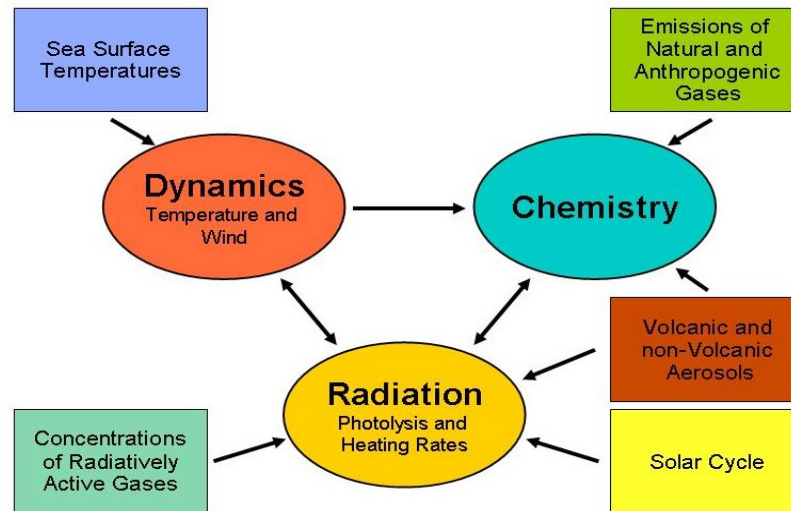 Sea Surface
Temperatures
Emissions of
Natural and
Anthropogenic
Gases
Dynamics
Temperature and
Wind
Chemistry
Volcanic and
non-Volcanic
Aerosols
Radiation
Photolysis and
Heating Rates
Concentrations
of Radiatively
Active Gases
Solar Cycle